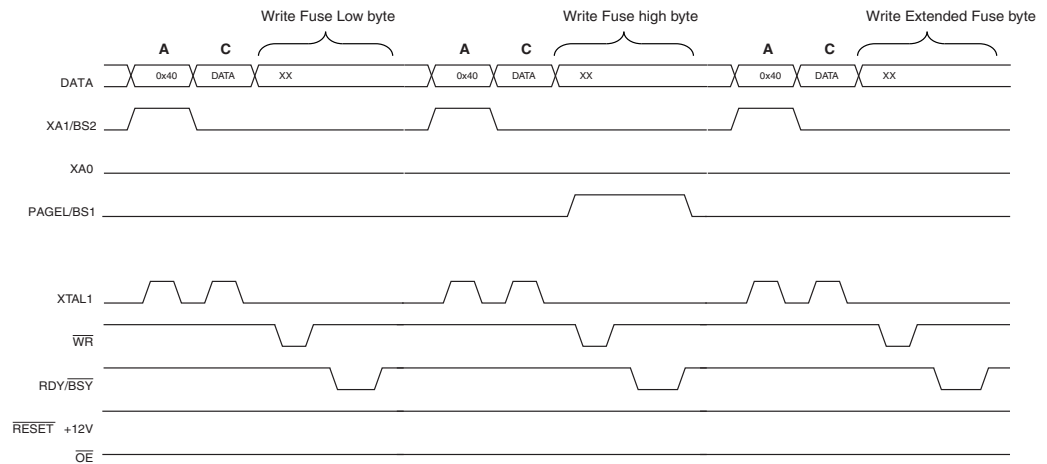 Write Fuse Low byte Write Fuse high byte Write Extended Fuse byte
A C A C A C
DATA 0x40 DATA XX 0x40 DATA XX 0x40 DATA XX
XA1/BS2
XA0
PAGEL/BS1
XTAL1
WR
RDY/BSY
RESET +12V
OE